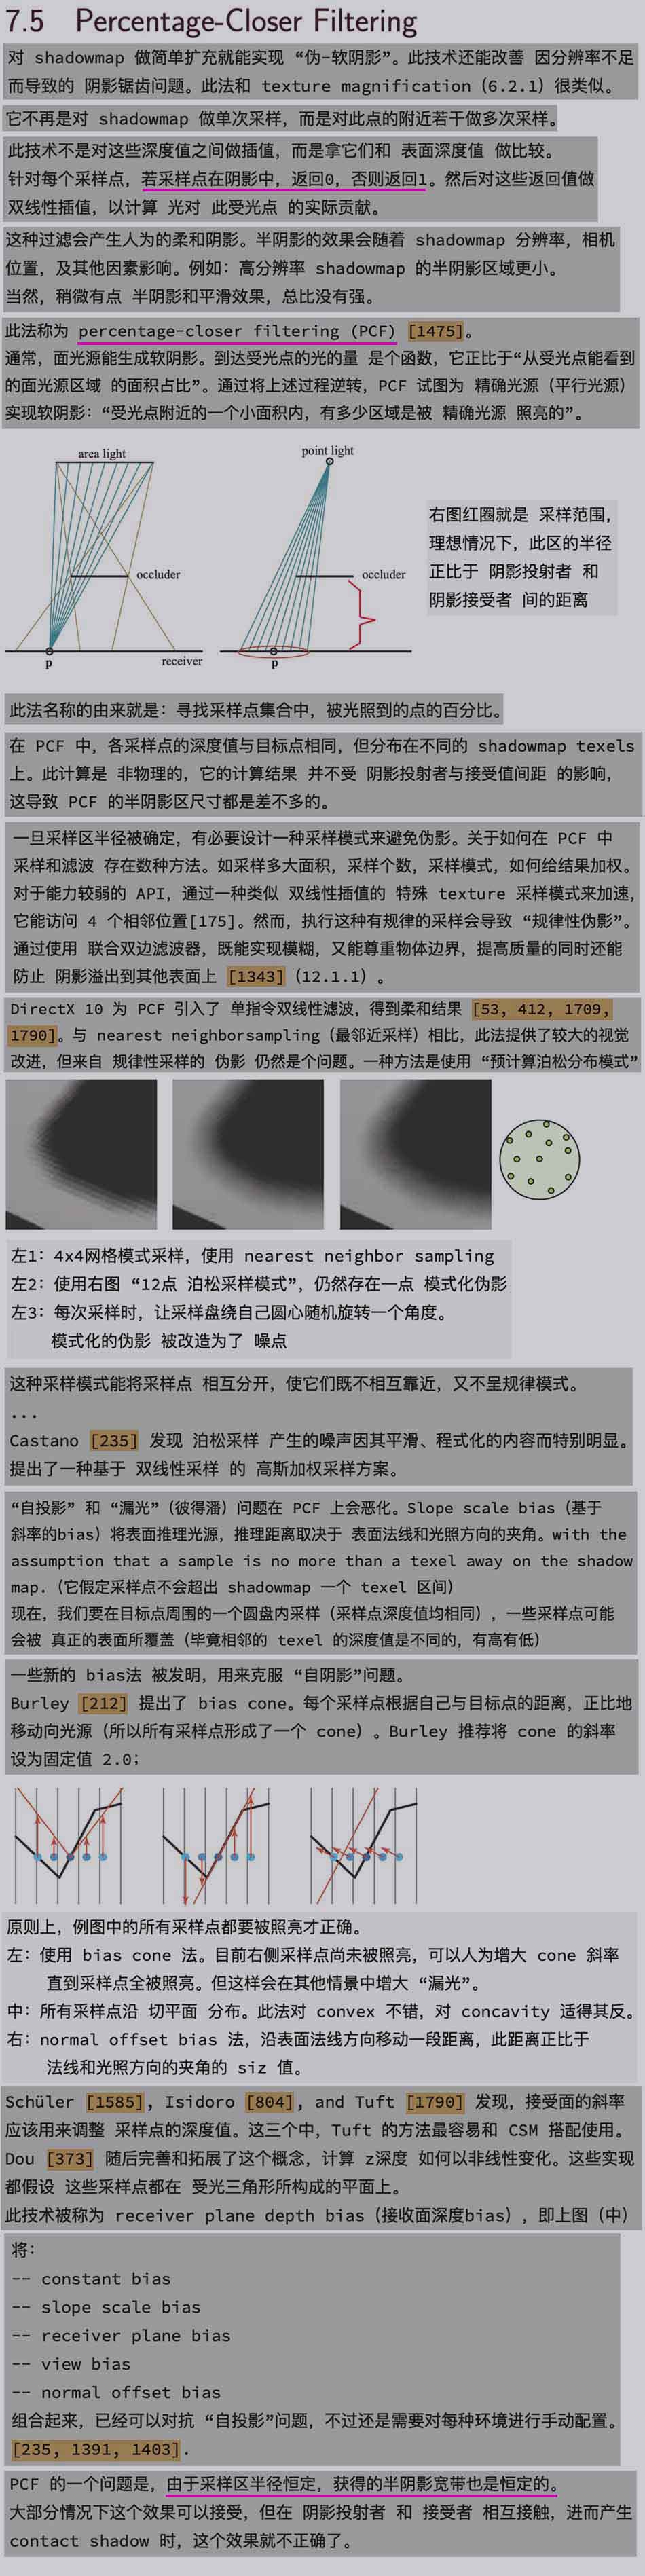 7.5 Percentage-Closer Filtering
对 shadowmap 做简单扩充就能实现 “伪-软阴影”。此技术还能改善 因分辨率不足
而导致的 阴影锯齿问题。此法和 texture magnification（6.2.1）很类似。
它不再是对 shadowmap 做单次采样，而是对此点的附近若干做多次采样。
此技术不是对这些深度值之间做插值，而是拿它们和 表面深度值 做比较。
针对每个采样点，若采样点在阴影中，返回0，否则返回1。然后对这些返回值做
双线性插值，以计算 光对 此受光点 的实际贡献。
这种过滤会产生人为的柔和阴影。半阴影的效果会随着 shadowmap 分辨率，相机
位置，及其他因素影响。例如：高分辨率 shadowmap 的半阴影区域更小。
当然，稍微有点 半阴影和平滑效果，总比没有强。
此法称为 percentage-closer filtering (PCF) [1475]。
通常，面光源能生成软阴影。到达受光点的光的量 是个函数，它正比于“从受光点能看到
的面光源区域 的面积占比”。通过将上述过程逆转，PCF 试图为 精确光源（平行光源）
实现软阴影：“受光点附近的一个小面积内，有多少区域是被 精确光源 照亮的”。
area light
point light
occluder
occluder
p
receiver
p
右图红圈就是 采样范围，
理想情况下，此区的半径
正比于 阴影投射者 和
阴影接受者 间的距离
此法名称的由来就是：寻找采样点集合中，被光照到的点的百分比。
在 PCF 中，各采样点的深度值与目标点相同，但分布在不同的 shadowmap texels
上。此计算是 非物理的，它的计算结果 并不受 阴影投射者与接受值间距 的影响，
这导致 PCF 的半阴影区尺寸都是差不多的。
一旦采样区半径被确定，有必要设计一种采样模式来避免伪影。关于如何在 PCF 中
采样和滤波 存在数种方法。如采样多大面积，采样个数，采样模式，如何给结果加权。
对于能力较弱的 API，通过一种类似 双线性插值的 特殊 texture 采样模式来加速，
它能访问 4 个相邻位置[175]。然而，执行这种有规律的采样会导致 “规律性伪影”。
通过使用 联合双边滤波器，既能实现模糊，又能尊重物体边界，提高质量的同时还能
防止 阴影溢出到其他表面上 [1343]（12.1.1）。
DirectX 10 为 PCF 引入了 单指令双线性滤波，得到柔和结果 [53, 412, 1709,
1790]。与 nearest neighborsampling（最邻近采样）相比，此法提供了较大的视觉
改进，但来自 规律性采样的 伪影 仍然是个问题。一种方法是使用 “预计算泊松分布模式”
左1: 4x4网格模式采样，使用 nearest neighbor sampling
左2: 使用右图 “12点 泊松采样模式”，仍然存在一点 模式化伪影
左3: 每次采样时，让采样盘绕自己圆心随机旋转一个角度。
模式化的伪影 被改造为了 噪点
这种采样模式能将采样点 相互分开，使它们既不相互靠近，又不呈规律模式。
...
Castano [235] 发现 泊松采样 产生的噪声因其平滑、程式化的内容而特别明显。
提出了一种基于 双线性采样 的 高斯加权采样方案。
“自投影” 和 “漏光”（彼得潘）问题在 PCF 上会恶化。Slope scale bias（基于
斜率的bias）将表面推理光源，推理距离取决于 表面法线和光照方向的夹角。with the
assumption that a sample is no more than a texel away on the shadow
map.（它假定采样点不会超出 shadowmap 一个 texel 区间）
现在，我们要在目标点周围的一个圆盘内采样（采样点深度值均相同），一些采样点可能
会被 真正的表面所覆盖（毕竟相邻的 texel 的深度值是不同的，有高有低）
一些新的 bias法 被发明，用来克服 “自阴影”问题。
Burley [212] 提出了 bias cone。每个采样点根据自己与目标点的距离，正比地
移动向光源（所以所有采样点形成了一个 cone）。Burley 推荐将 cone 的斜率
设为固定值 2.0；
原则上，例图中的所有采样点都要被照亮才正确。
左: 使用 bias cone 法。目前右侧采样点尚未被照亮，可以人为增大 cone 斜率
直到采样点全被照亮。但这样会在其他情景中增大 “漏光”。
中: 所有采样点沿 切平面 分布。此法对 convex 不错，对 concavity 适得其反。
右: normal offset bias 法，沿表面法线方向移动一段距离，此距离正比于
法线和光照方向的夹角的 siz 值。
Schüler [1585], Isidoro [804], and Tuft [1790] 发现，接受面的斜率
应该用来调整 采样点的深度值。这三个中，Tuft 的方法最容易和 CSM 搭配使用。
Dou [373] 随后完善和拓展了这个概念，计算 z深度 如何以非线性变化。这些实现
都假设 这些采样点都在 受光三角形所构成的平面上。
此技术被称为 receiver plane depth bias（接收面深度bias），即上图（中）
将：
-- constant bias
-- slope scale bias
-- receiver plane bias
-- view bias
-- normal offset bias
组合起来，已经可以对抗 “自投影”问题，不过还是需要对每种环境进行手动配置。
[235, 1391, 1403].
PCF 的一个问题是，由于采样区半径恒定，获得的半阴影宽带也是恒定的。
大部分情况下这个效果可以接受，但在 阴影投射者 和 接受者 相互接触，进而产生
contact shadow 时，这个效果就不正确了。